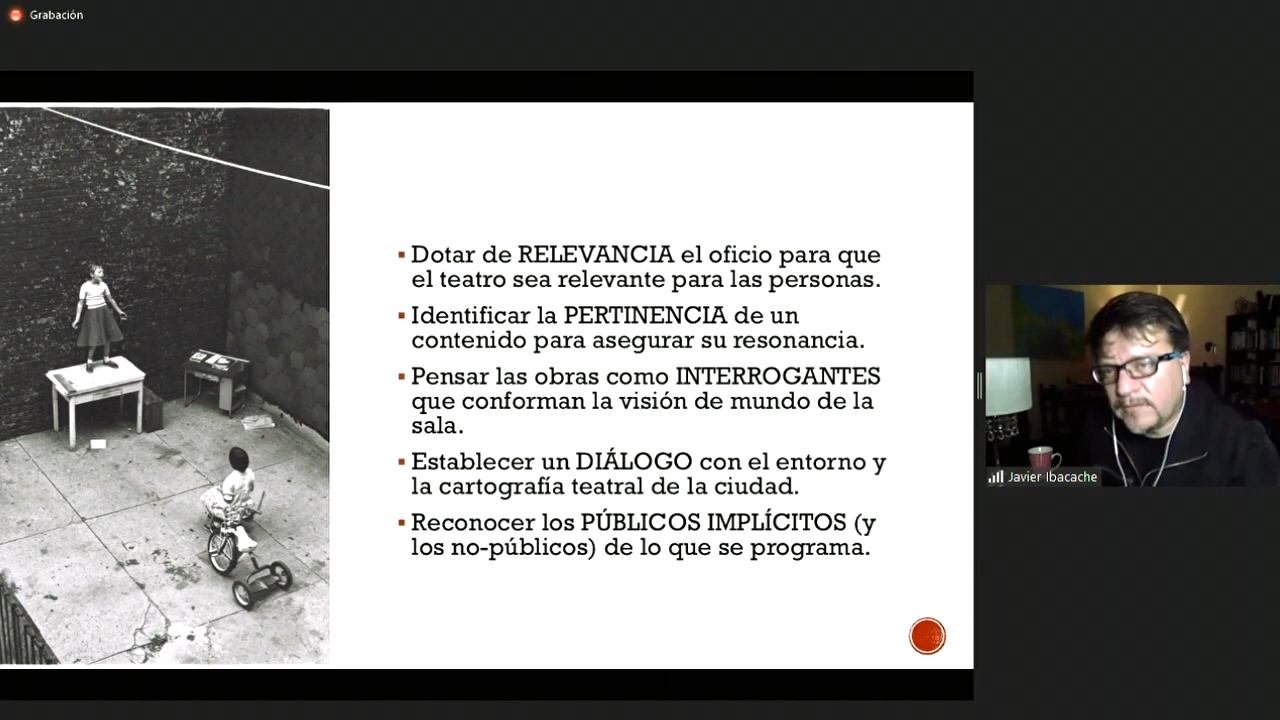 Grabación
▪ Dotar de RELEVANCIA el oficio para que
el teatro sea relevante para las personas.
▪ Identificar la PERTINENCIA de un
contenido para asegurar su resonancia.
▪ Pensar las obras como INTERROGANTES
que conforman la visión de mundo de la
sala.
▪ Establecer un DIÁLOGO con el entorno y
la cartografía teatral de la ciudad.
▪ Reconocer los PÚBLICOS IMPLÍCITOS (y
los no-públicos) de lo que se programa.
Javier Ibacache